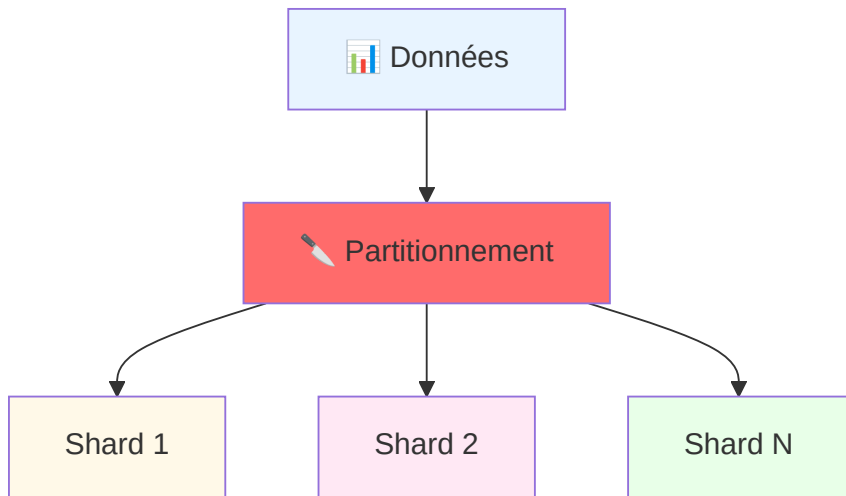 📊 Données
🔪 Partitionnement
Shard 1
Shard 2
Shard N